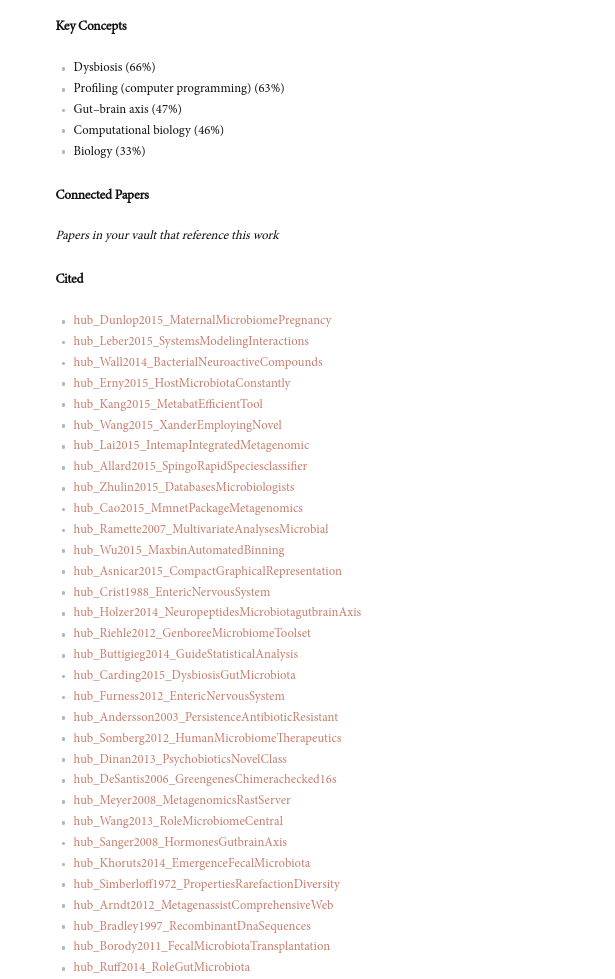 Key Concepts
Dysbiosis (66%)
Profiling (computer programming) (63%)
Gut–brain axis (47%)
Computational biology (46%)
Biology (33%)
Connected Papers
Papers in your vault that reference this work
Cited
hub_Dunlop2015_MaternalMicrobiomePregnancy
hub_Leber2015_SystemsModelingInteractions
hub_Wall2014_BacterialNeuroactiveCompounds
hub_Erny2015_HostMicrobiotaConstantly
hub_Kang2015_MetabatEfficientTool
hub_Wang2015_XanderEmployingNovel
hub_Lai2015_IntemapIntegratedMetagenomic
hub_Allard2015_SpingoRapidSpeciesclassifier
hub_Zhulin2015_DatabasesMicrobiologists
hub_Cao2015_MmnetPackageMetagenomics
hub_Ramette2007_MultivariateAnalysesMicrobial
hub_Wu2015_MaxbinAutomatedBinning
hub_Asnicar2015_CompactGraphicalRepresentation
hub_Crist1988_EntericNervousSystem
hub_Holzer2014_NeuropeptidesMicrobiotagutbrainAxis
hub_Riehle2012_GenboreeMicrobiomeToolset
hub_Buttigieg2014_GuideStatisticalAnalysis
hub_Carding2015_DysbiosisGutMicrobiota
hub_Furness2012_EntericNervousSystem
hub_Andersson2003_PersistenceAntibioticResistant
hub_Somberg2012_HumanMicrobiomeTherapeutics
hub_Dinan2013_PsychobioticsNovelClass
hub_DeSantis2006_GreengenesChimerachecked16s
hub_Meyer2008_MetagenomicsRastServer
hub_Wang2013_RoleMicrobiomeCentral
hub_Sanger2008_HormonesGutbrainAxis
hub_Khoruts2014_EmergenceFecalMicrobiota
hub_Simberloff1972_PropertiesRarefactionDiversity
hub_Arndt2012_MetagenassistComprehensiveWeb
hub_Bradley1997_RecombinantDnaSequences
hub_Borody2011_FecalMicrobiotaTransplantation
hub_Ruff2014_RoleGutMicrobiota